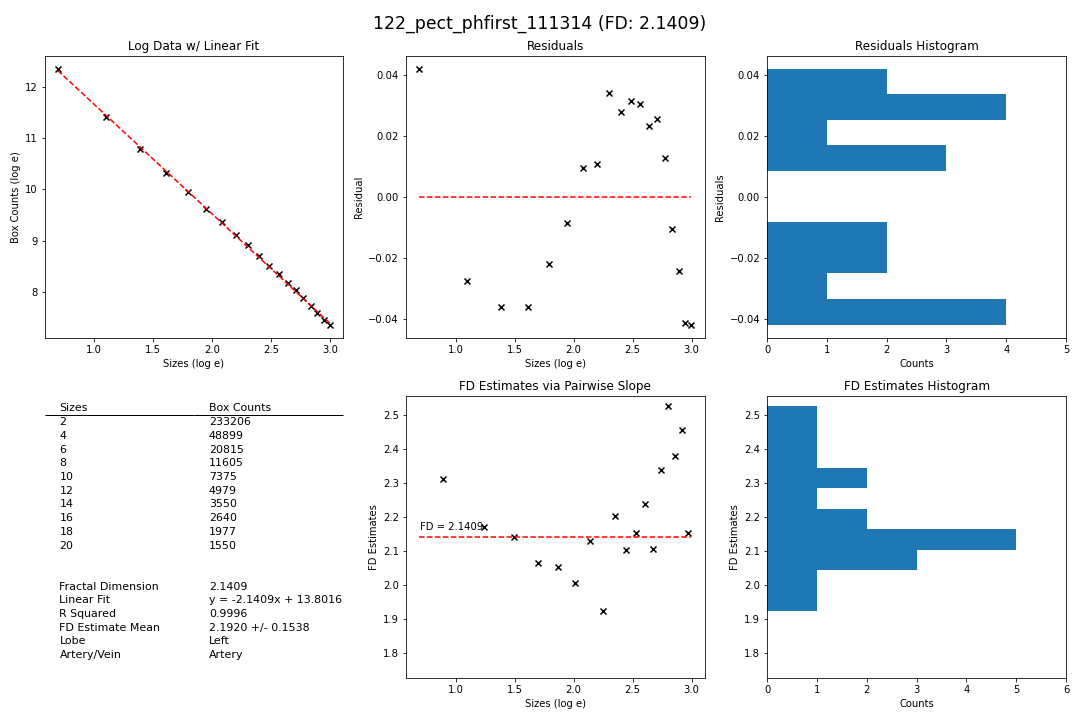 122_pect_phfirst_111314 (FD: 2.1409)
Log Data w/ Linear Fit
Box Counts (log e)
12
11
10
9
8
1.0 1.5 2.0 2.5 3.0
Sizes (log e)
Residuals
Residual
0.04
0.02
0.00
−0.02
−0.04
1.0 1.5 2.0 2.5 3.0
Sizes (log e)
Residuals Histogram
Residuals
0.04
0.02
0.00
−0.02
−0.04
0 1 2 3 4 5
Counts
Sizes Box Counts
2 233206
4 48899
6 20815
8 11605
10 7375
12 4979
14 3550
16 2640
18 1977
20 1550
Fractal Dimension 2.1409
Linear Fit y = -2.1409x + 13.8016
R Squared 0.9996
FD Estimate Mean 2.1920 +/- 0.1538
Lobe Left
Artery/Vein Artery
FD Estimates via Pairwise Slope
FD Estimates
2.5
2.4
2.3
2.2
2.1
2.0
1.9
1.8
FD = 2.1409
1.0 1.5 2.0 2.5 3.0
Sizes (log e)
FD Estimates Histogram
FD Estimates
2.5
2.4
2.3
2.2
2.1
2.0
1.9
1.8
0 1 2 3 4 5 6
Counts